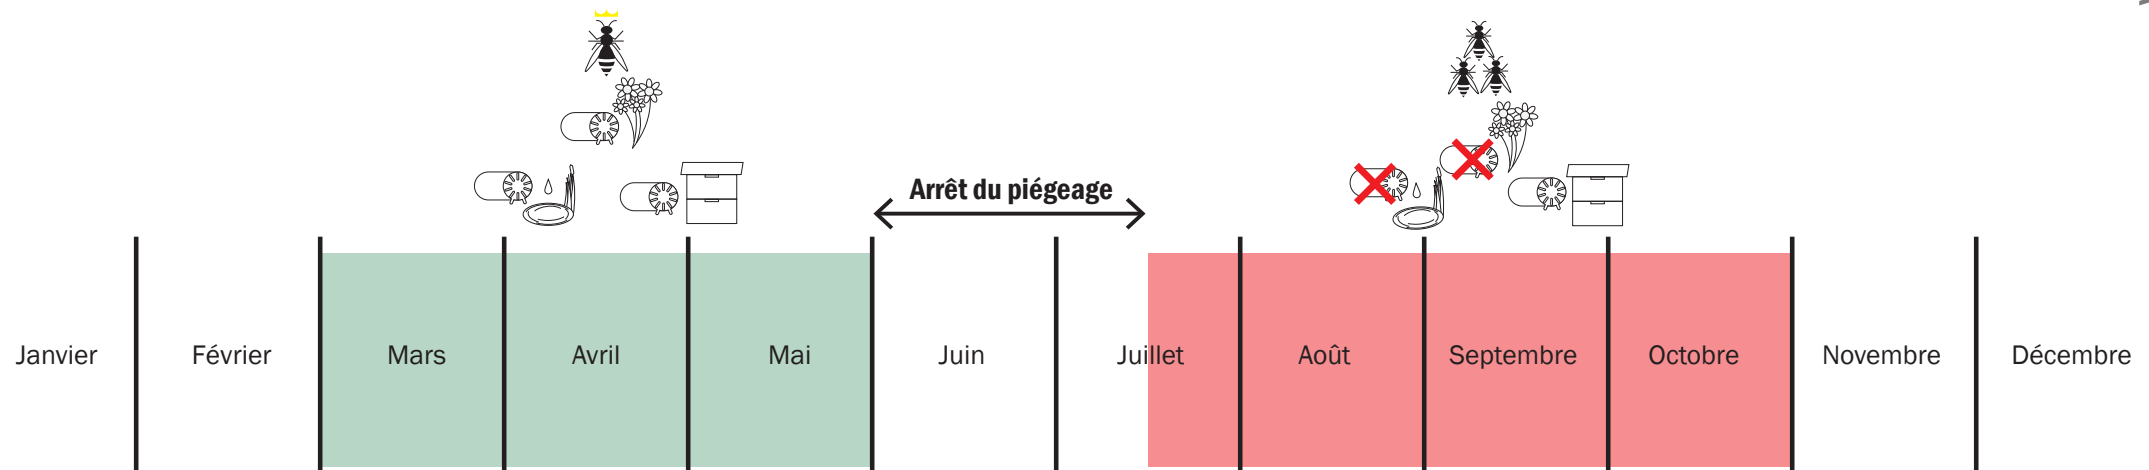 Arrêt du piégeage
Janvier Février Mars Avril Mai Juin Juillet Août Septembre Octobre Novembre Décembre